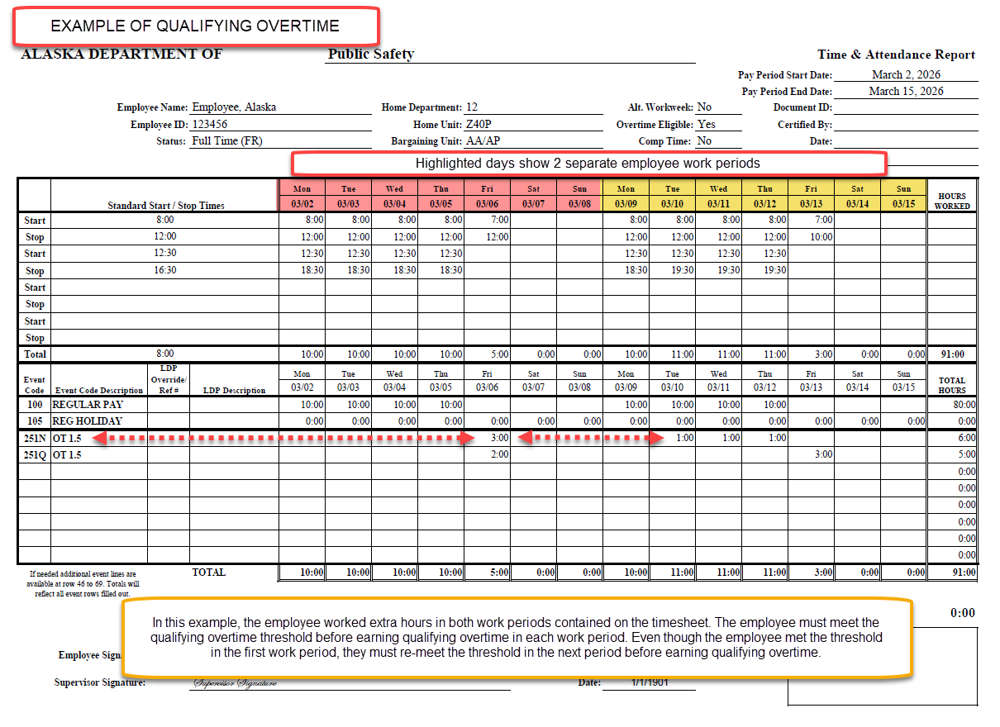 EXAMPLE OF QUALIFYING OVERTIME
ALASKA DEPARTMENT OF Public Safety Time & Attendance Report
Pay Period Start Date: March 2, 2026
Pay Period End Date: March 15, 2026
Employee Name: Employee, Alaska Home Department: 12 Alt. Workweek: No Document ID:
Employee ID: 123456 Home Unit: Z40P Overtime Eligible: Yes Certified By:
Status: Full Time (FR) Bargaining Unit: AA/AP Comp Time: No Date:
Highlighted days show 2 separate employee work periods
Mon Tue Wed Thu Fri Sat Sun Mon Tue Wed Thu Fri Sat Sun HOURS
Standard Start / Stop Times 03/02 03/03 03/04 03/05 03/06 03/07 03/08 03/09 03/10 03/11 03/12 03/13 03/14 03/15 WORKED
Start 8:00 8:00 8:00 8:00 8:00 7:00 8:00 8:00 8:00 8:00 7:00
Stop 12:00 12:00 12:00 12:00 12:00 12:00 12:00 12:00 12:00 12:00 10:00
Start 12:30 12:30 12:30 12:30 12:30 12:30 12:30 12:30 12:30
Stop 16:30 18:30 18:30 18:30 18:30 18:30 19:30 19:30 19:30
Start
Stop
Start
Stop
Total 8:00 10:00 10:00 10:00 10:00 5:00 0:00 0:00 10:00 11:00 11:00 11:00 3:00 0:00 0:00 91:00
LDP
Event Override/ Mon Tue Wed Thu Fri Sat Sun Mon Tue Wed Thu Fri Sat Sun TOTAL
Code Event Code Description Ref # LDP Description 03/02 03/03 03/04 03/05 03/06 03/07 03/08 03/09 03/10 03/11 03/12 03/13 03/14 03/15 HOURS
100 REGULAR PAY 10:00 10:00 10:00 10:00 10:00 10:00 10:00 10:00 80:00
105 REG HOLIDAY 0:00 0:00 0:00 0:00 0:00 0:00 0:00 0:00 0:00 0:00 0:00 0:00 0:00 0:00 0:00
251N OT 1.5 3:00 1:00 1:00 1:00 6:00
251Q OT 1.5 2:00 3:00 5:00
0:00
0:00
0:00
0:00
0:00
0:00
If needed additional event lines are
available at row 46 to 69. Totals will
reflect all event rows filled out.
TOTAL 10:00 10:00 10:00 10:00 5:00 0:00 0:00 10:00 11:00 11:00 11:00 3:00 0:00 0:00 91:00
0:00
In this example, the employee worked extra hours in both work periods contained on the timesheet. The employee must meet the
qualifying overtime threshold before earning qualifying overtime in each work period. Even though the employee met the threshold
in the first work period, they must re-meet the threshold in the next period before earning qualifying overtime.
Employee Signa
Supervisor Signature: Supervisor Signature Date: 1/1/1901